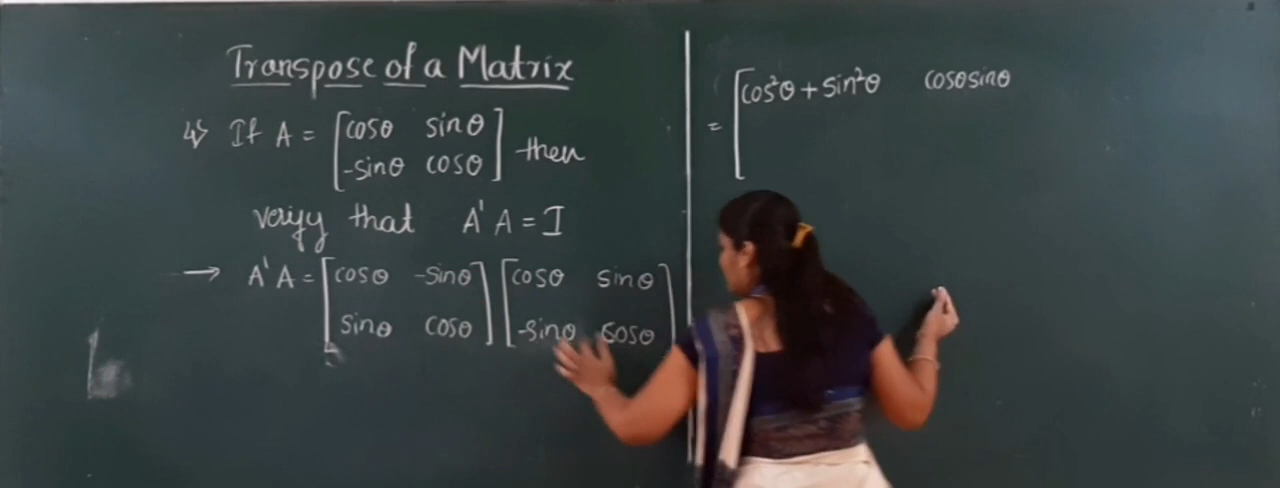 Transpose of a Matrix
4) If A = [cosθ sinθ
-sinθ cosθ] then
verify that A' A = I
→ A' A = [cosθ -sinθ] [cosθ sinθ]
sinθ cosθ -sinθ cosθ
= [cos²θ + sin²θ cosθsinθ